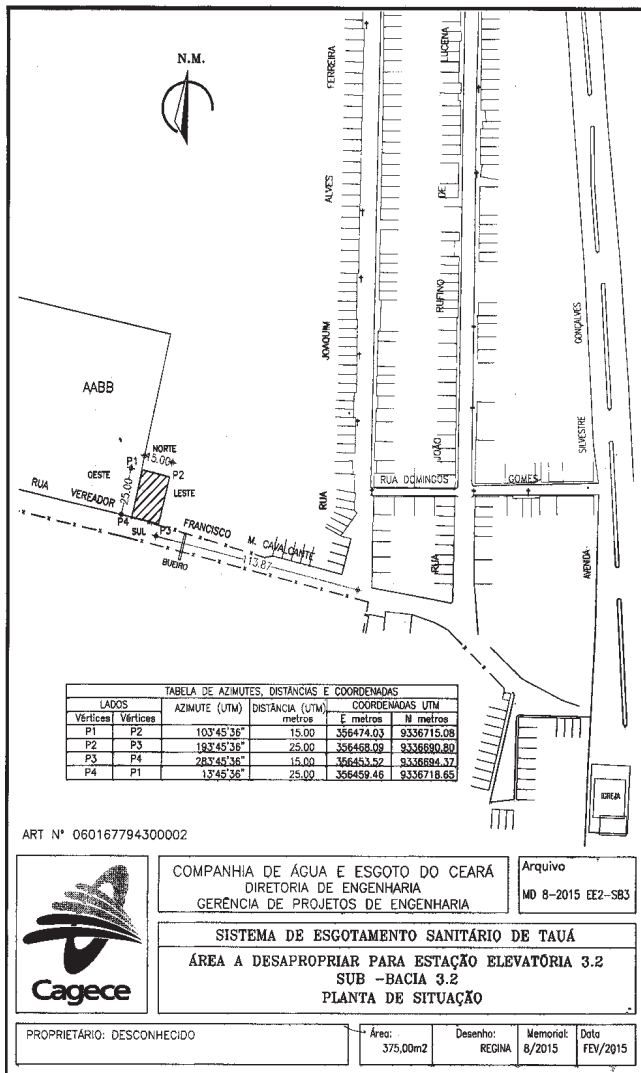 N.M.
FERREIRA
ALVES
JOAQUIM
RUA
LUCENA
DE
RUFINO
JOÃO
RUA
GONÇALVES
SILVESTRE
AVENIDA
AABB
NORTE
15.00
P1
P2
OESTE
LESTE
25.00
RUA
VEREADOR
P4
P3
SUL
FRANCISCO
M. CAVALCANTE
BUEIRO
113.87
RUA DOMINGOS
GOMES
IGREJA
TABELA DE AZIMUTES, DISTÂNCIAS E COORDENADAS
LADOS AZIMUTE (UTM) DISTÂNCIA (UTM) COORDENADAS UTM
Vértices Vértices metros E metros N metros
P1 P2 103°45'36" 15.00 356474.03 9336715.08
P2 P3 193°45'36" 25.00 356468.09 9336690.80
P3 P4 283°45'36" 15.00 356453.52 9336694.37
P4 P1 13°45'36" 25.00 356459.46 9336718.65
ART N° 060167794300002
Cagece
COMPANHIA DE ÁGUA E ESGOTO DO CEARÁ
DIRETORIA DE ENGENHARIA
GERÊNCIA DE PROJETOS DE ENGENHARIA
Arquivo
MD 8-2015 EE2-SB3
SISTEMA DE ESGOTAMENTO SANITÁRIO DE TAUÁ
ÁREA A DESAPROPRIAR PARA ESTAÇÃO ELEVATÓRIA 3.2
SUB -BACIA 3.2
PLANTA DE SITUAÇÃO
PROPRIETÁRIO: DESCONHECIDO
Área:
375,00m2
Desenho:
REGINA
Memorial:
8/2015
Data
FEV/2015